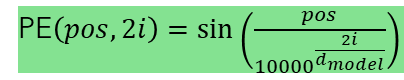 PE(pos, 2i) = sin(pos / 10000^(2i / d_model))